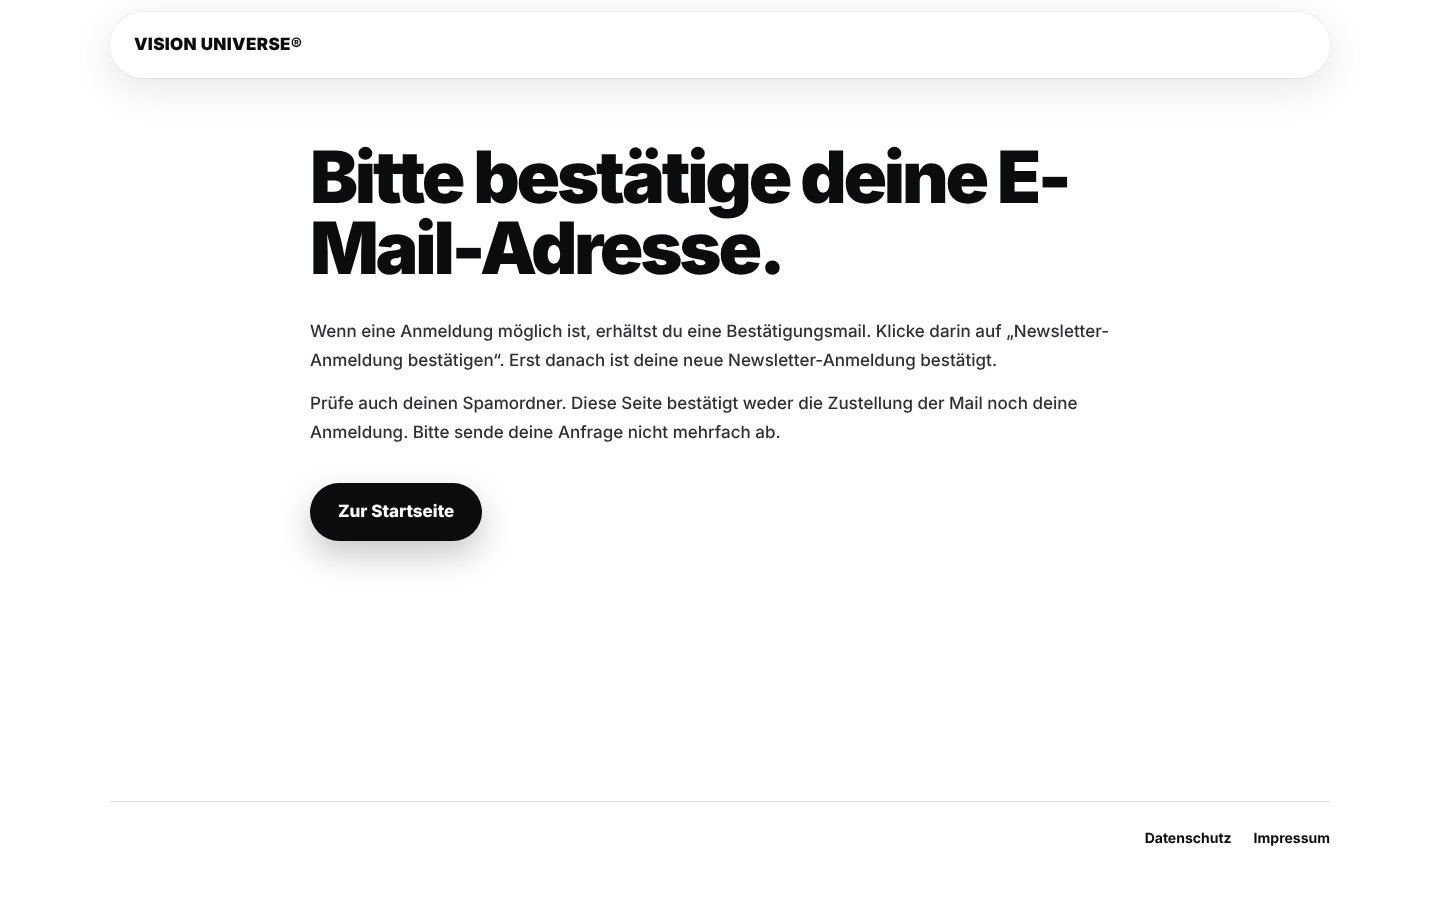 VISION UNIVERSE®
Bitte bestätige deine E-
Mail-Adresse.
Wenn eine Anmeldung möglich ist, erhältst du eine Bestätigungsmail. Klicke darin auf „Newsletter-
Anmeldung bestätigen“. Erst danach ist deine neue Newsletter-Anmeldung bestätigt.
Prüfe auch deinen Spamordner. Diese Seite bestätigt weder die Zustellung der Mail noch deine
Anmeldung. Bitte sende deine Anfrage nicht mehrfach ab.
Zur Startseite
Datenschutz Impressum